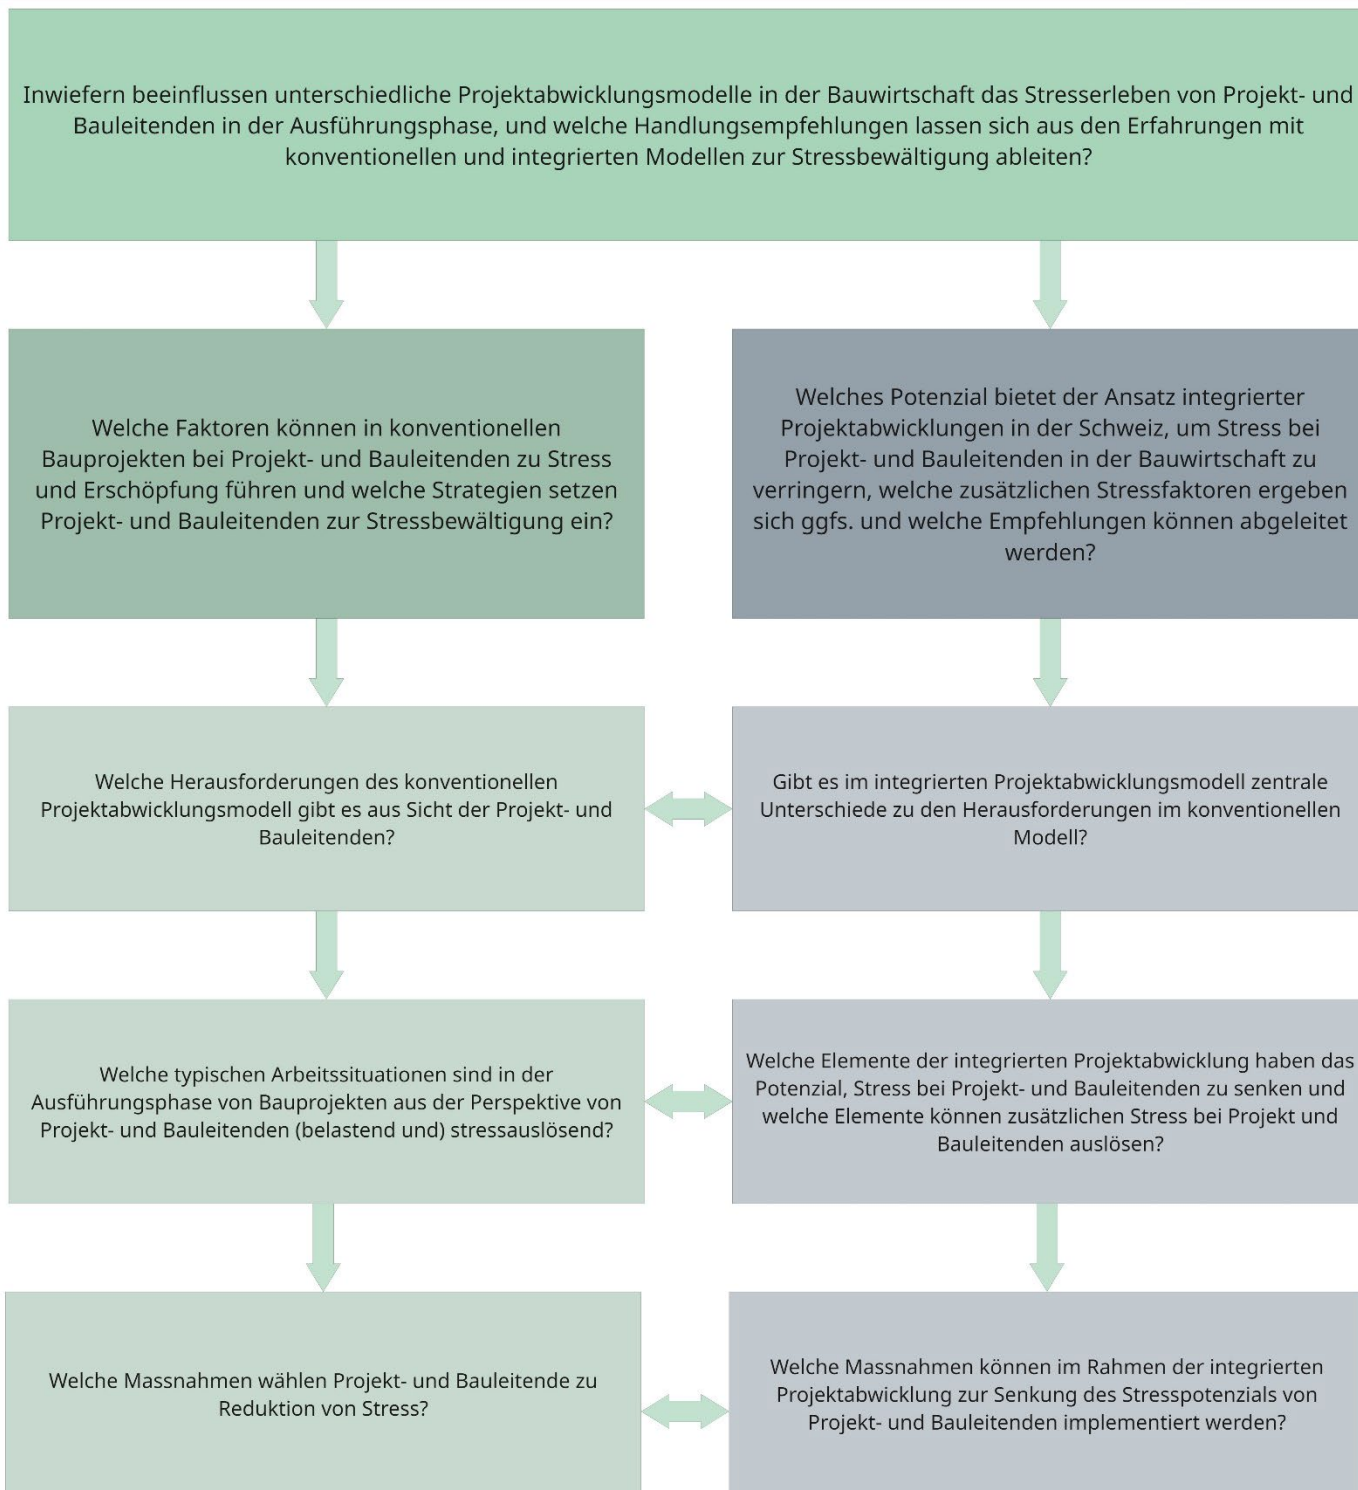 Inwiefern beeinflussen unterschiedliche Projektabwicklungsmodelle in der Bauwirtschaft das Stresserleben von Projekt- und
Bauleitenden in der Ausführungsphase, und welche Handlungsempfehlungen lassen sich aus den Erfahrungen mit
konventionellen und integrierten Modellen zur Stressbewältigung ableiten?
Welche Faktoren können in konventionellen
Bauprojekten bei Projekt- und Bauleitenden zu Stress
und Erschöpfung führen und welche Strategien setzen
Projekt- und Bauleitenden zur Stressbewältigung ein?
Welches Potenzial bietet der Ansatz integrierter
Projektabwicklungen in der Schweiz, um Stress bei
Projekt- und Bauleitenden in der Bauwirtschaft zu
verringern, welche zusätzlichen Stressfaktoren ergeben
sich ggfs. und welche Empfehlungen können abgeleitet
werden?
Welche Herausforderungen des konventionellen
Projektabwicklungsmodell gibt es aus Sicht der Projekt- und
Bauleitenden?
Gibt es im integrierten Projektabwicklungsmodell zentrale
Unterschiede zu den Herausforderungen im konventionellen
Modell?
Welche typischen Arbeitssituationen sind in der
Ausführungsphase von Bauprojekten aus der Perspektive von
Projekt- und Bauleitenden (belastend und) stressauslösend?
Welche Elemente der integrierten Projektabwicklung haben das
Potenzial, Stress bei Projekt- und Bauleitenden zu senken und
welche Elemente können zusätzlichen Stress bei Projekt und
Bauleitenden auslösen?
Welche Massnahmen wählen Projekt- und Bauleitende zu
Reduktion von Stress?
Welche Massnahmen können im Rahmen der integrierten
Projektabwicklung zur Senkung des Stresspotenzials von
Projekt- und Bauleitenden implementiert werden?